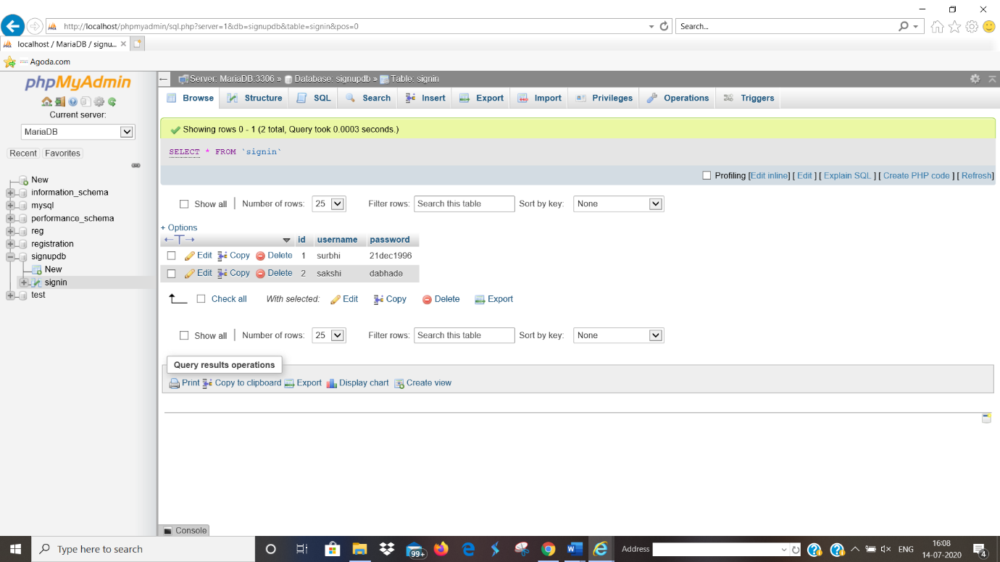 http://localhost/phpmyadmin/sql.php?server=1&db=signupdb&table=signin&pos=0
Search...
localhost / MariaDB / signu...
Agoda.com
phpMyAdmin
Current server:
MariaDB
Recent Favorites
New
information_schema
mysql
performance_schema
reg
registration
signupdb
New
signin
test
Server: MariaDB:3306 » Database: signupdb » Table: signin
Browse Structure SQL Search Insert Export Import Privileges Operations Triggers
Showing rows 0 - 1 (2 total, Query took 0.0003 seconds.)
SELECT * FROM `signin`
Profiling [Edit inline] [ Edit ] [ Explain SQL ] [ Create PHP code ] [ Refresh]
Show all Number of rows: 25 Filter rows: Search this table Sort by key: None
+ Options
←T→ id username password
Edit Copy Delete 1 surbhi 21dec1996
Edit Copy Delete 2 sakshi dabhade
Check all With selected: Edit Copy Delete Export
Show all Number of rows: 25 Filter rows: Search this table Sort by key: None
Query results operations
Print Copy to clipboard Export Display chart Create view
Console
Type here to search
99+
Address
ENG
16:08
14-07-2020
4